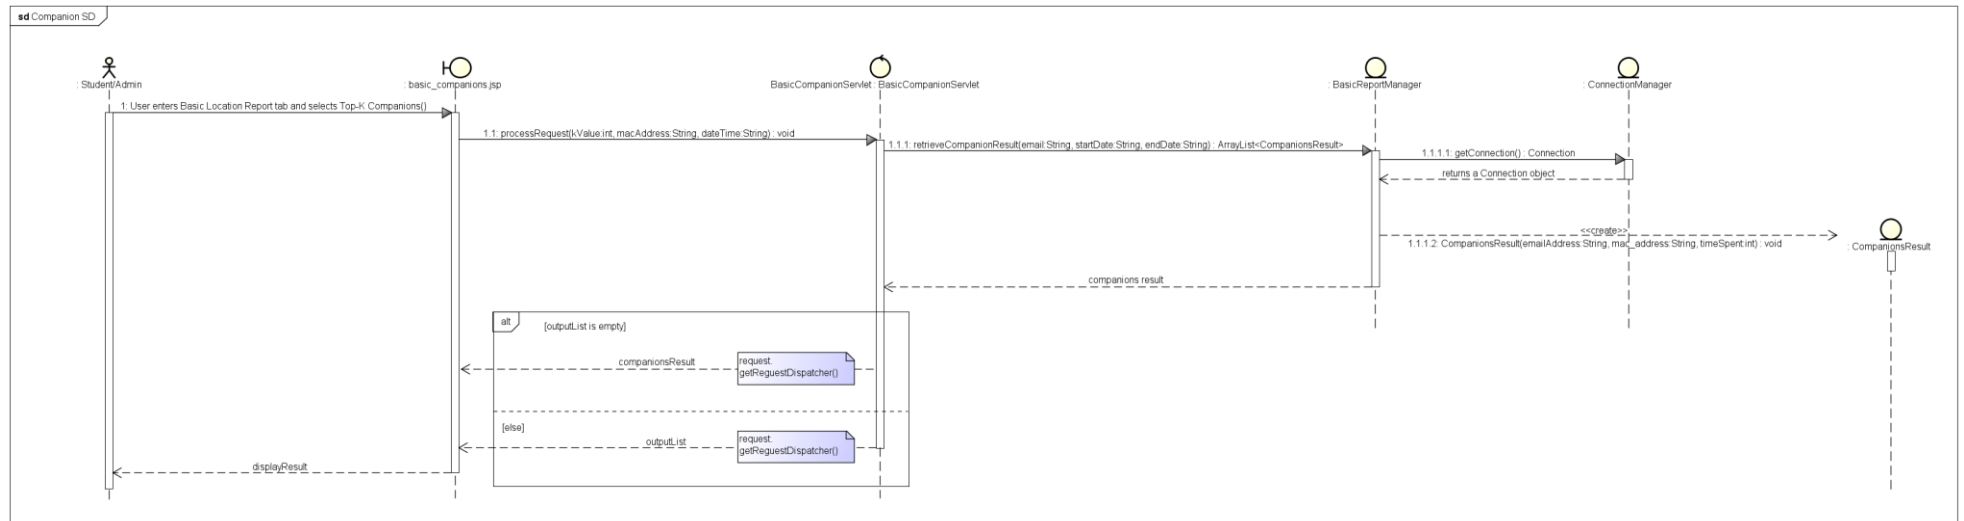 sd Companion SD
: Student/Admin
: basic_companions.jsp
BasicCompanionServlet : BasicCompanionServlet
: BasicReportManager
: ConnectionManager
1: User enters Basic Location Report tab and selects Top-K Companions()
1.1: processRequest(kValue:int, macAddress:String, dateTime:String) : void
1.1.1: retrieveCompanionResult(email:String, startDate:String, endDate:String) : ArrayList<CompanionsResult>
1.1.1.1: getConnection() : Connection
returns a Connection object
<<create>>
1.1.1.2: CompanionsResult(emailAddress:String, mac_address:String, timeSpent:int) : void
: CompanionsResult
companions result
alt
[outputList is empty]
companionsResult
request.
getReguestDispatcher()
[else]
outputList
request.
getReguestDispatcher()
displayResult